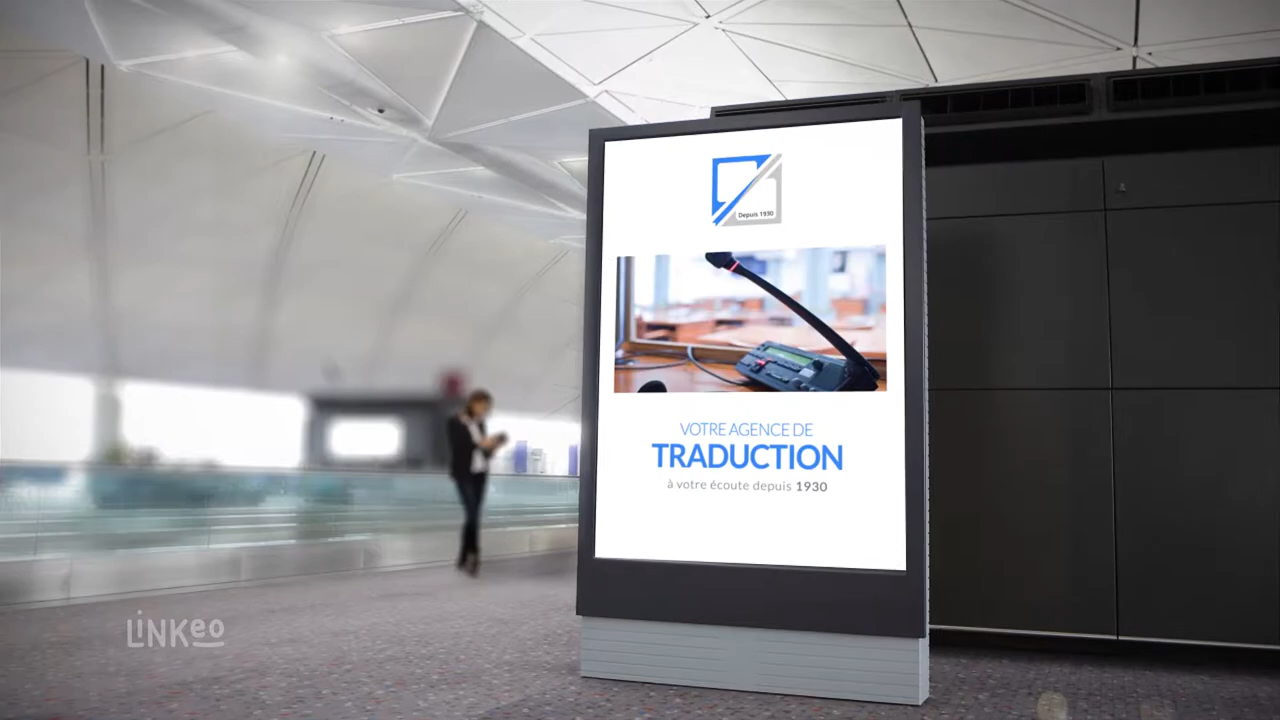 Depuis 1930
VOTRE AGENCE DE
TRADUCTION
à votre écoute depuis 1930
LiNKeo